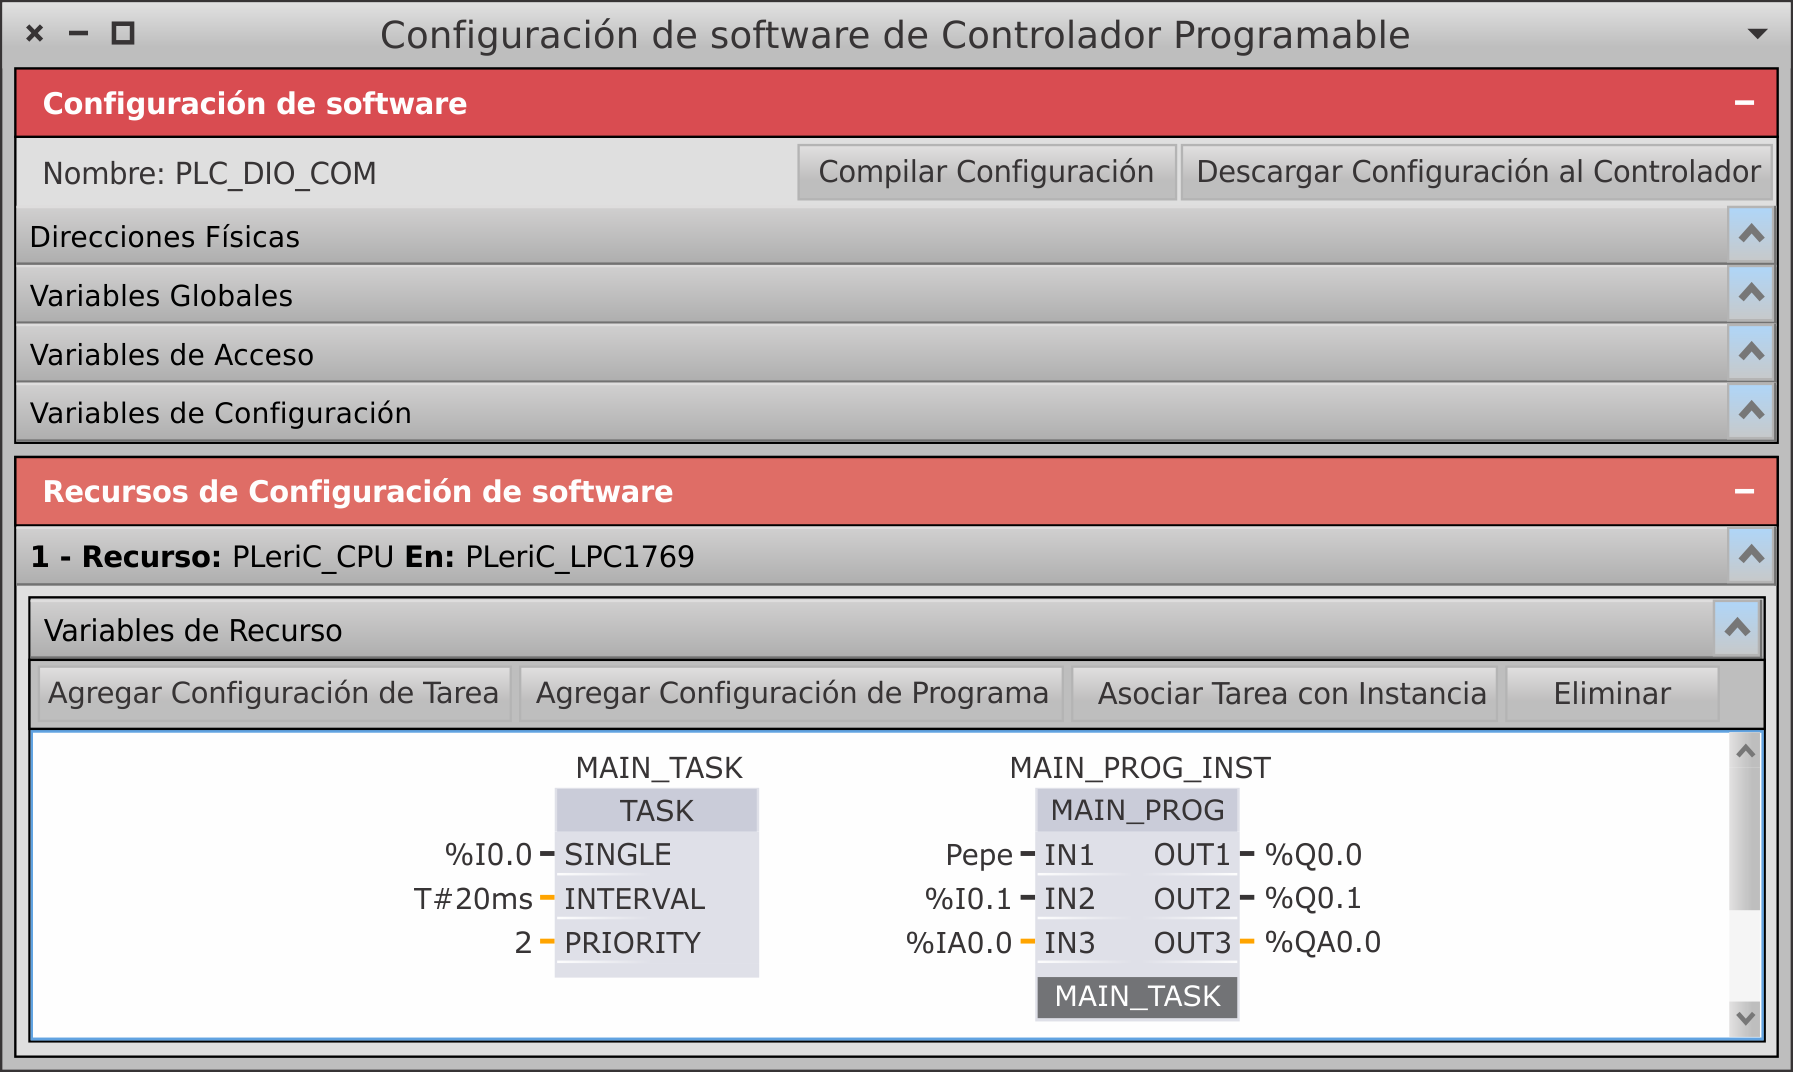 Configuración de software de Controlador Programable
Configuración de software
Nombre: PLC_DIO_COM
Compilar Configuración
Descargar Configuración al Controlador
Direcciones Físicas
Variables Globales
Variables de Acceso
Variables de Configuración
Recursos de Configuración de software
1 - Recurso: PLeriC_CPU En: PLeriC_LPC1769
Variables de Recurso
Agregar Configuración de Tarea
Agregar Configuración de Programa
Asociar Tarea con Instancia
Eliminar
MAIN_TASK
TASK
%I0.0 SINGLE
T#20ms INTERVAL
2 PRIORITY
MAIN_PROG_INST
MAIN_PROG
Pepe IN1 OUT1 %Q0.0
%I0.1 IN2 OUT2 %Q0.1
%IA0.0 IN3 OUT3 %QA0.0
MAIN_TASK